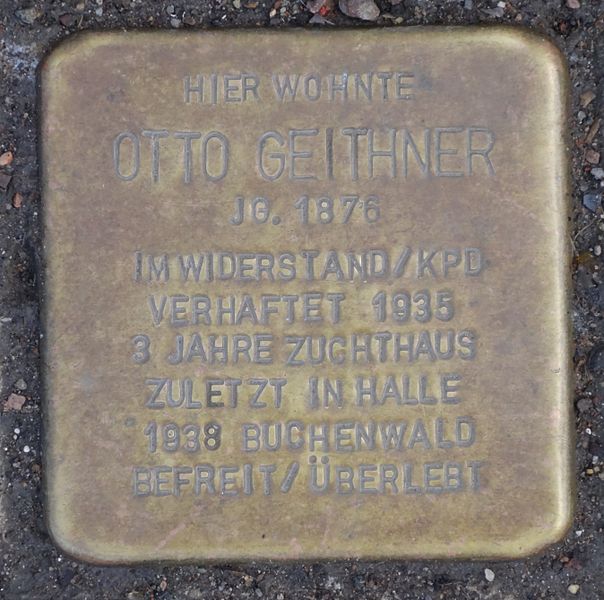 HIER WOHNTE
OTTO GEITHNER
JG. 1876
IM WIDERSTAND/KPD
VERHAFTET 1935
3 JAHRE ZUCHTHAUS
ZULETZT IN HALLE
1938 BUCHENWALD
BEFREIT/ÜBERLEBT